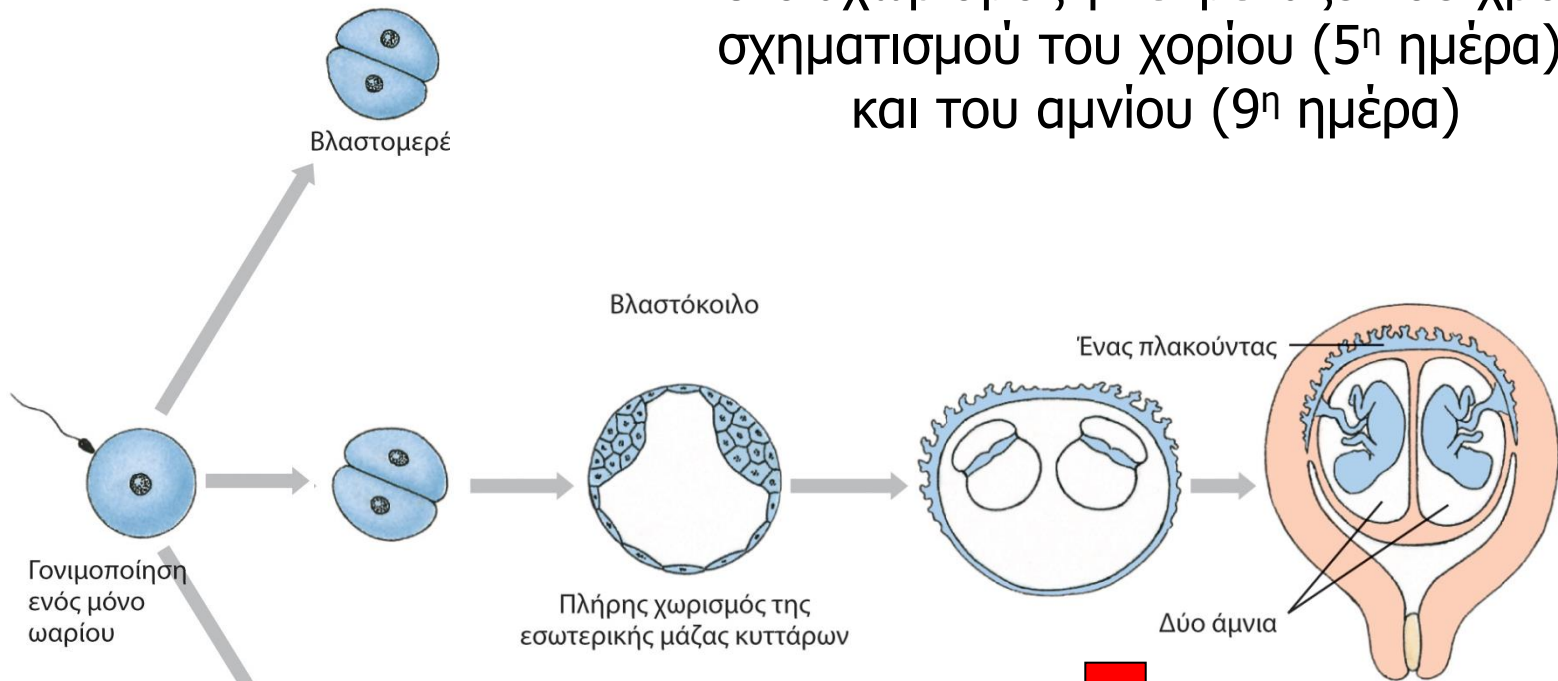 σχηματισμού του χορίου (5η ημέρα)
και του αμνίου (9η ημέρα)
Βλαστομερέ
Βλαστόκοιλο
Ένας πλακούντας
Γονιμοποίηση
ενός μόνο
ωαρίου
Πλήρης χωρισμός της
εσωτερικής μάζας κυττάρων
Δύο άμνια